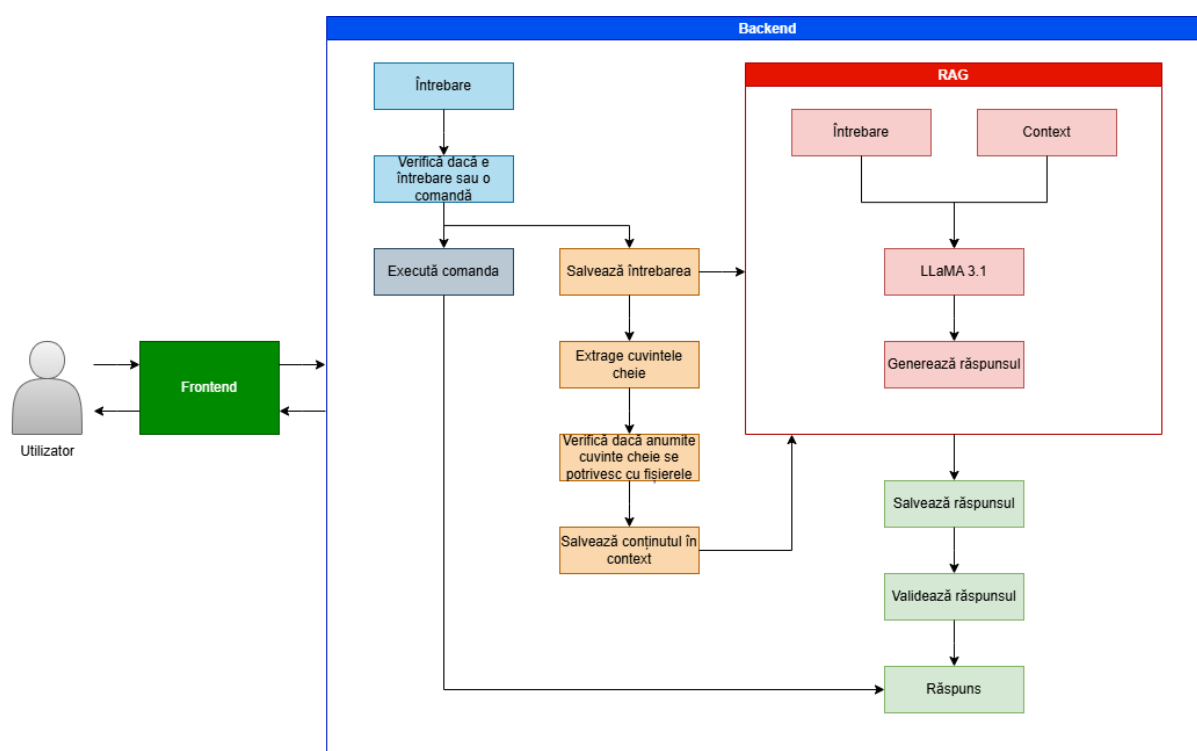 Backend
Întrebare
RAG
Întrebare
Context
Verifică dacă e
întrebare sau o
comandă
Execută comanda
Salvează întrebarea
LLaMA 3.1
Extrage cuvintele
cheie
Generează răspunsul
Frontend
Utilizator
Verifică dacă anumite
cuvinte cheie se
potrivesc cu fișierele
Salvează răspunsul
Salvează conținutul în
context
Validează răspunsul
Răspuns